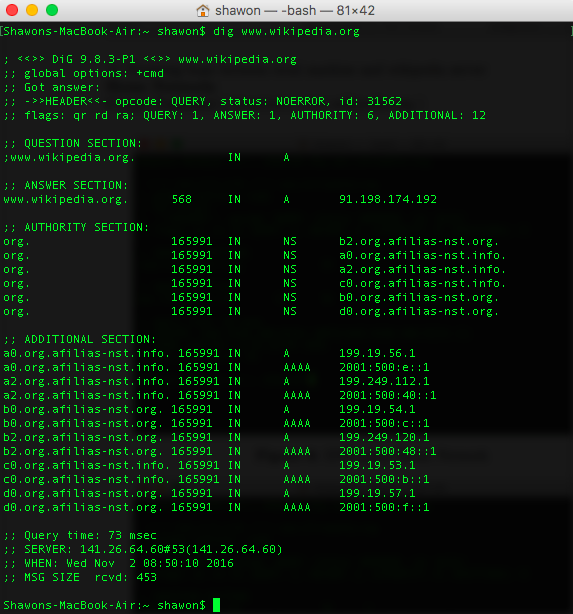 shawon — -bash — 81×42
[Shawons-MacBook-Air:~ shawon$ dig www.wikipedia.org

; <<>> DiG 9.8.3-P1 <<>> www.wikipedia.org
;; global options: +cmd
;; Got answer:
;; ->>HEADER<<- opcode: QUERY, status: NOERROR, id: 31562
;; flags: qr rd ra; QUERY: 1, ANSWER: 1, AUTHORITY: 6, ADDITIONAL: 12

;; QUESTION SECTION:
;www.wikipedia.org.		IN	A

;; ANSWER SECTION:
www.wikipedia.org.	568	IN	A	91.198.174.192

;; AUTHORITY SECTION:
org.			165991	IN	NS	b2.org.afilias-nst.org.
org.			165991	IN	NS	a0.org.afilias-nst.info.
org.			165991	IN	NS	a2.org.afilias-nst.info.
org.			165991	IN	NS	c0.org.afilias-nst.info.
org.			165991	IN	NS	b0.org.afilias-nst.org.
org.			165991	IN	NS	d0.org.afilias-nst.org.

;; ADDITIONAL SECTION:
a0.org.afilias-nst.info. 165991	IN	A	199.19.56.1
a0.org.afilias-nst.info. 165991	IN	AAAA	2001:500:e::1
a2.org.afilias-nst.info. 165991	IN	A	199.249.112.1
a2.org.afilias-nst.info. 165991	IN	AAAA	2001:500:40::1
b0.org.afilias-nst.org.	165991	IN	A	199.19.54.1
b0.org.afilias-nst.org.	165991	IN	AAAA	2001:500:c::1
b2.org.afilias-nst.org.	165991	IN	A	199.249.120.1
b2.org.afilias-nst.org.	165991	IN	AAAA	2001:500:48::1
c0.org.afilias-nst.info. 165991	IN	A	199.19.53.1
c0.org.afilias-nst.info. 165991	IN	AAAA	2001:500:b::1
d0.org.afilias-nst.org.	165991	IN	A	199.19.57.1
d0.org.afilias-nst.org.	165991	IN	AAAA	2001:500:f::1

;; Query time: 73 msec
;; SERVER: 141.26.64.60#53(141.26.64.60)
;; WHEN: Wed Nov  2 08:50:10 2016
;; MSG SIZE  rcvd: 453

Shawons-MacBook-Air:~ shawon$